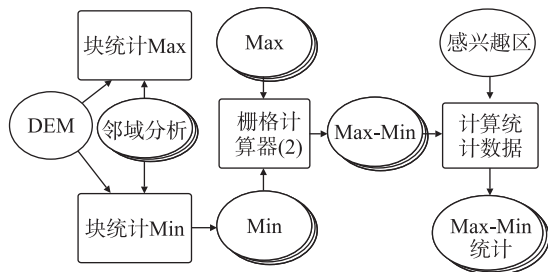 块统计Max
Max
感兴趣区
DEM
邻域分析
栅格计
算器(2)
Max-Min
计算统
计数据
块统计Min
Min
Max-Min
统计